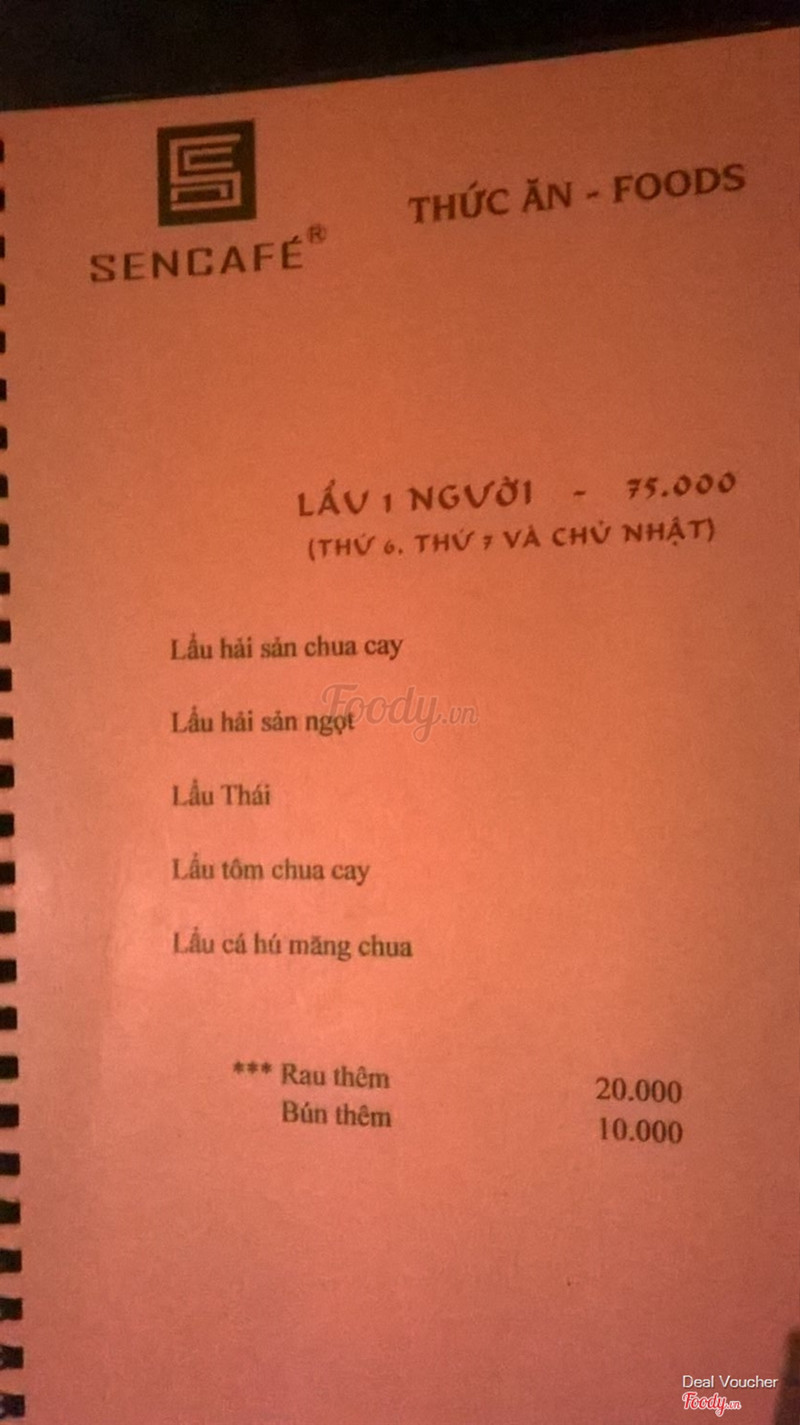 SENCAFÉ®
THỨC ĂN - FOODS
LẨU 1 NGƯỜI - 75.000
(THỨ 6, THỨ 7 VÀ CHỦ NHẬT)
Lẩu hải sản chua cay
Lẩu hải sản ngọt
Foody.vn
Lẩu Thái
Lẩu tôm chua cay
Lẩu cá hú măng chua
*** Rau thêm 20.000
Bún thêm 10.000
Deal Voucher
Foody.vn